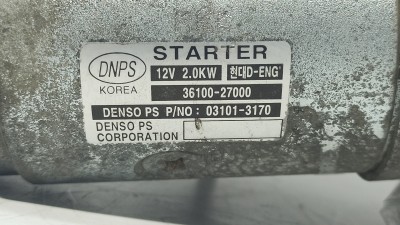 DNPS STARTER
12V 2.0KW 현대D-ENG
KOREA 36100-27000
DENSO PS P/NO: 03101-3170
DENSO PS
CORPORATION